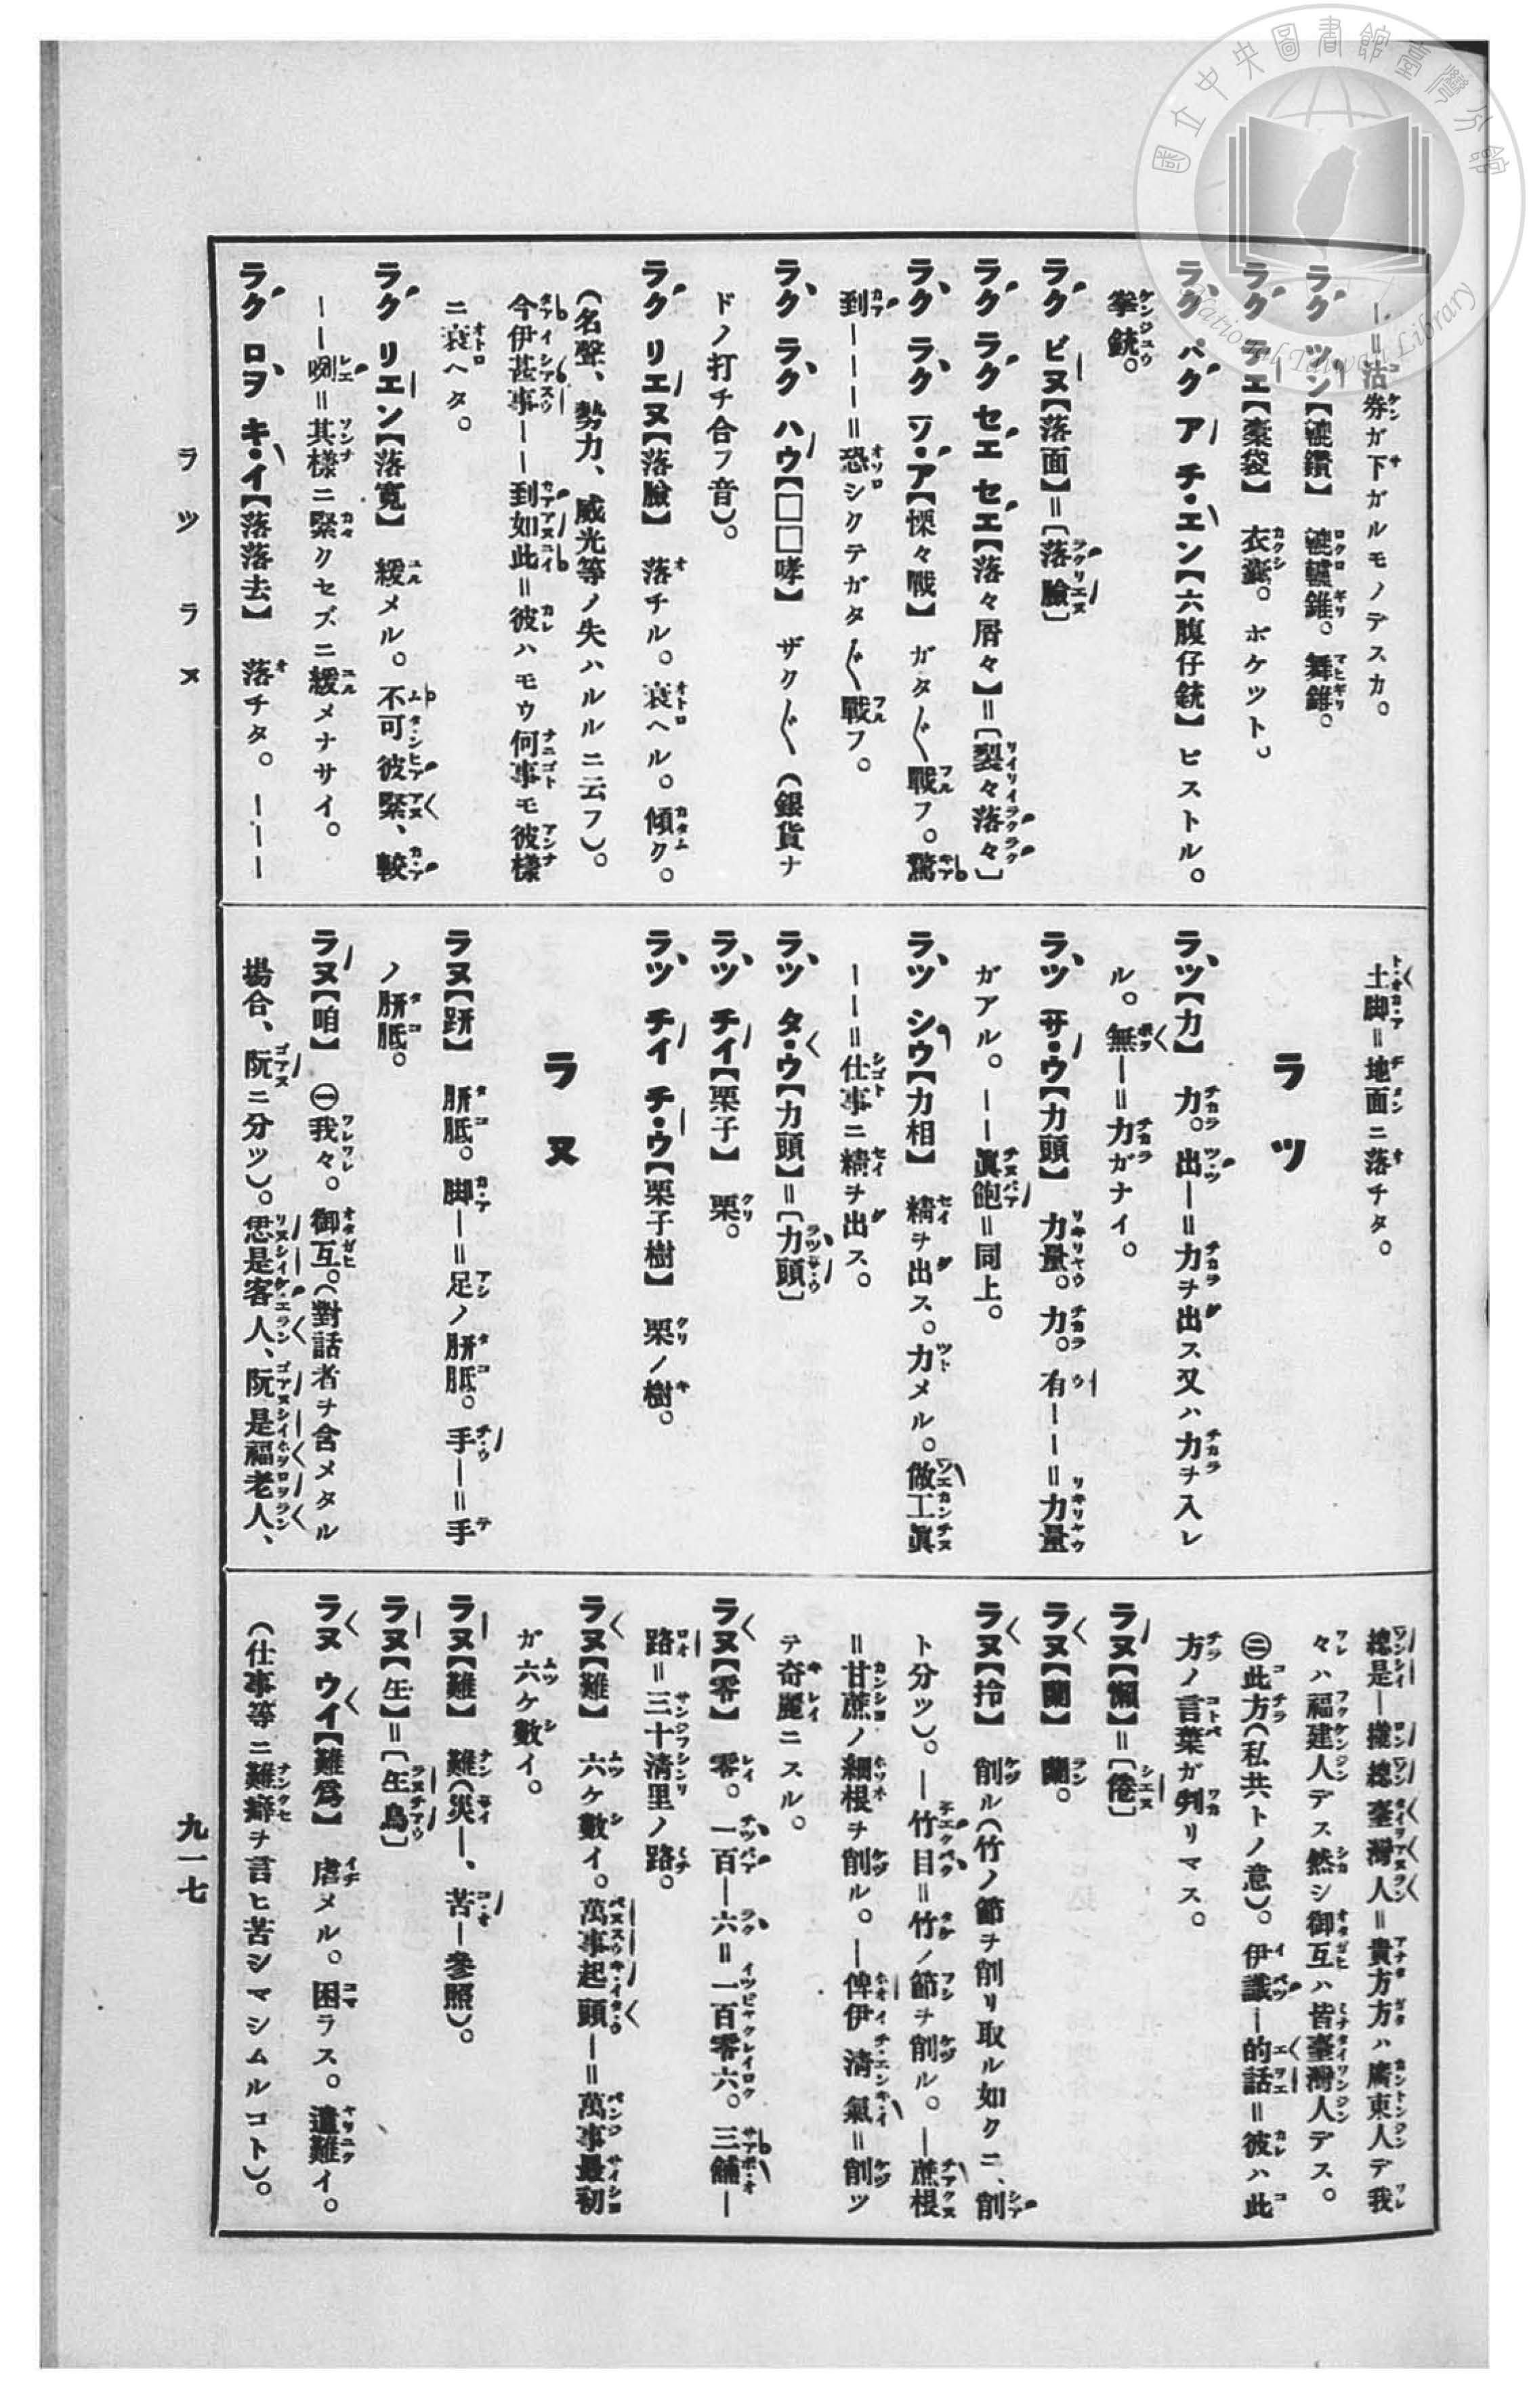 國立中央圖書館臺灣分館
National Taiwan Library
——＝沽券ガ下ガルモノデスカ。
ラク ツン【轆鑽】 轆轤錐。舞錐。
ラク テエ【橐袋】 衣嚢。ポケツト。
ラク パク ア チ・エン【六腹仔銃】 ピストル。
拳銃。
ラク ビヌ【落面】＝〔落臉〕
ラク ラク セエ セエ【落々屑々】＝〔裂々落々〕
ラク ラク ツ・ア【慄々戰】 ガタ〲戰フ。驚
到———＝恐シクテガタ〲戰フ。
ラク ラク ハウ【□□哮】 ザク〲（銀貨ナ
ドノ打チ合フ音）。
ラク リエヌ【落臉】 落チル。衰ヘル。傾ク。
（名聲、勢力、威光等ノ失ハルルニ云フ）。
今伊甚事——到如此＝彼ハモウ何事モ彼樣
ニ衰ヘタ。
ラク リエン【落寬】 緩メル。不可彼緊、較
——咧＝其樣ニ緊クセズニ緩メナサイ。
ラク ロヲ キ・イ【落落去】 落チタ。———
土脚＝地面ニ落チタ。
ラツ
ラツ【力】 力。出—＝力ヲ出ス又ハ力ヲ入レ
ル。無—＝力ガナイ。
ラツ サ・ウ【力頭】 力量。力。有——＝力量
ガアル。——眞飽＝同上。
ラツ シウ【力相】 精ヲ出ス。力メル。做工眞
——＝仕事ニ精ヲ出ス。
ラツ タ・ウ【力頭】＝〔力頭〕
ラツ チイ【栗子】 栗。
ラツ チイ チ・ウ【栗子樹】 栗ノ樹。
ラヌ
ラヌ【趼】 胼胝。脚—＝足ノ胼胝。手—＝手
ノ胼胝。
ラヌ【咱】 ㊀我々。御互。（對話者ヲ含メタル
場合、阮ニ分ツ）。恁是客人、阮是福老人、
總是—攏總臺灣人＝貴方方ハ廣東人デ我
々ハ福建人デス然シ御互ハ皆臺灣人デス。
㊁此方（私共トノ意）。伊識—的話＝彼ハ此
方ノ言葉ガ判リマス。
ラヌ【懶】＝〔倦〕
ラヌ【蘭】 蘭。
ラヌ【拎】 削ル（竹ノ節ヲ削リ取ル如クニ、削
ト分ツ）。—竹目＝竹ノ節ヲ削ル。—蔗根
＝甘蔗ノ細根ヲ削ル。—俾伊清氣＝削ツ
テ奇麗ニスル。
ラヌ【零】 零。一百—六＝一百零六。三舖—
路＝三十清里ノ路。
ラヌ【難】 六ケ數イ。萬事起頭—＝萬事最初
ガ六ケ數イ。
ラヌ【難】 難（災—、苦—參照）。
ラヌ【生】＝〔生鳥〕
ラヌ ウイ【難爲】 虐メル。困ラス。遣難イ。
（仕事等ニ難癖ヲ言ヒ苦シマシムルコト）。
ラツ ラヌ
九一七